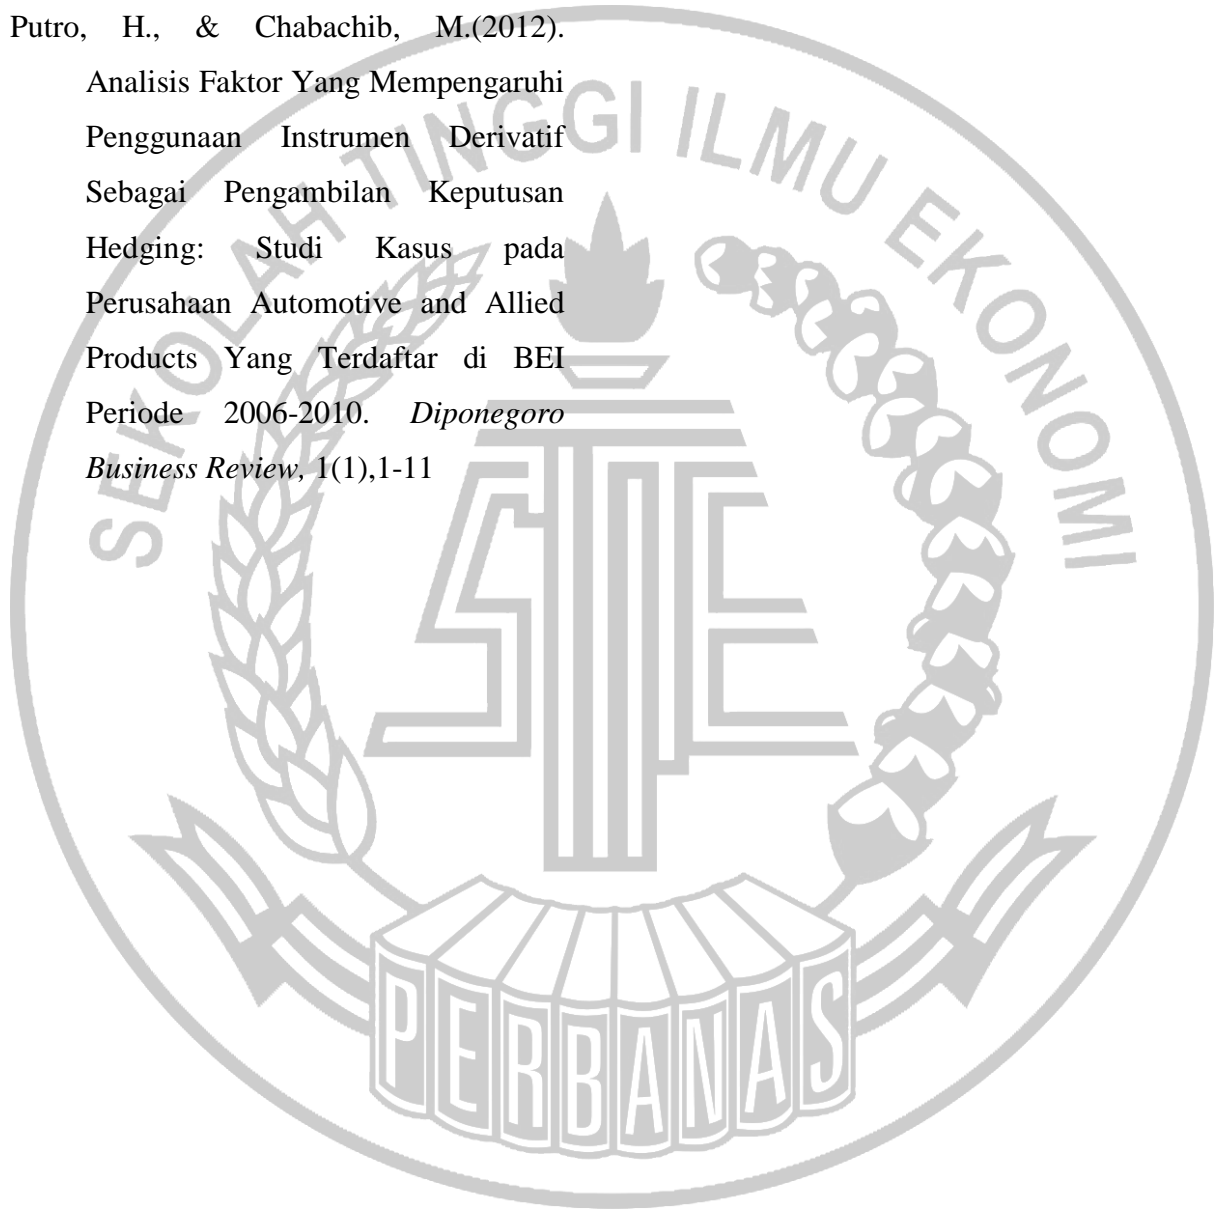 Putro, H., & Chabachib, M.(2012).
Analisis Faktor Yang Mempengaruhi
Penggunaan Instrumen Derivatif
Sebagai Pengambilan Keputusan
Hedging: Studi Kasus pada
Perusahaan Automotive and Allied
Products Yang Terdaftar di BEI
Periode 2006-2010. Diponegoro
Business Review, 1(1),1-11
SEKOLAH TINGGI ILMU EKONOMI
STIE
PERBANAS